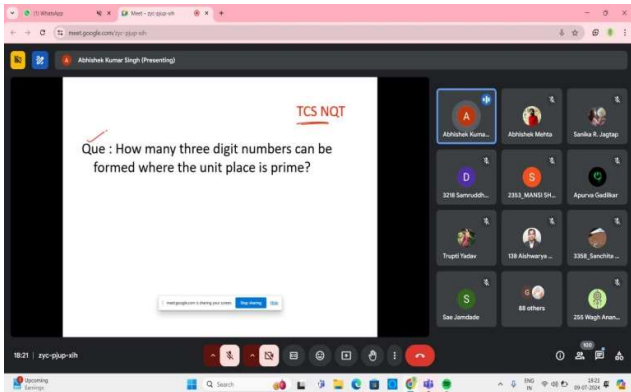 (1) WhatsApp
Meet – zyc-pjup-xih
meet.google.com/zyc-pjup-xih
Abhishek Kumar Singh (Presenting)
TCS NQT
Que : How many three digit numbers can be
formed where the unit place is prime?
meet.google.com is sharing your screen.
Stop sharing
Hide
A
Abhishek Kuma...
Abhishek Mehta
Sanika R. Jagtap
D
3218 Samruddh...
S
2353_MANSI SH...
Apurva Gadilkar
Trupti Yadav
138 Aishwarya ...
3358_Sanchita ...
S
Sae Jamdade
G
88 others
255 Wagh Anan...
18:21 | zyc-pjup-xih
100
Upcoming
Earnings
Search
ENG
IN
18:21
09-07-2024